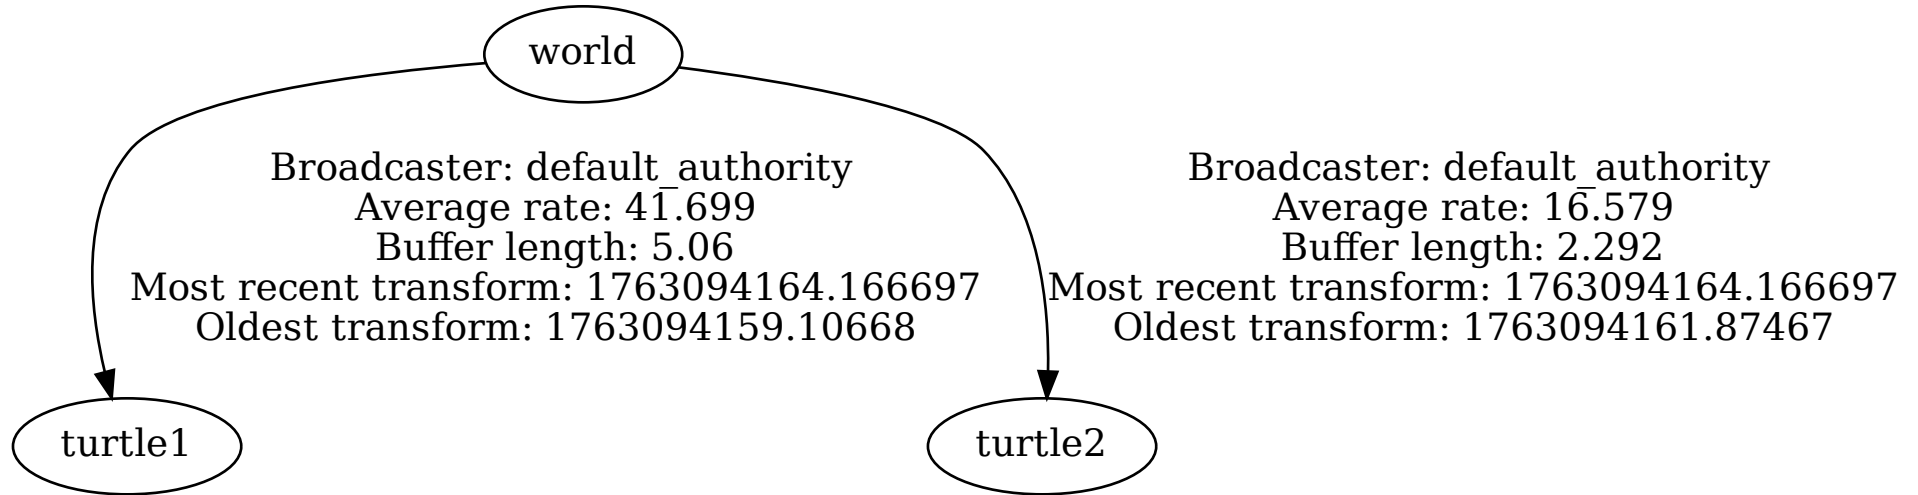 world
Broadcaster: default_authority
Average rate: 41.699
Buffer length: 5.06
Most recent transform: 1763094164.166697
Oldest transform: 1763094159.10668
Broadcaster: default_authority
Average rate: 16.579
Buffer length: 2.292
Most recent transform: 1763094164.166697
Oldest transform: 1763094161.87467
turtle1
turtle2